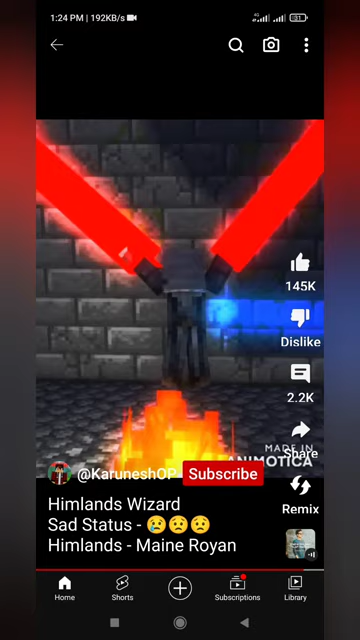 1:24 PM | 192KB/s
4G
31
145K
Dislike
2.2K
Share
MADE IN
ANIMOTICA
@KaruneshOP-
Subscribe
Himlands Wizard
Sad Status - 😢😟😟
Himlands - Maine Royan
Remix
Home
Shorts
Subscriptions
Library